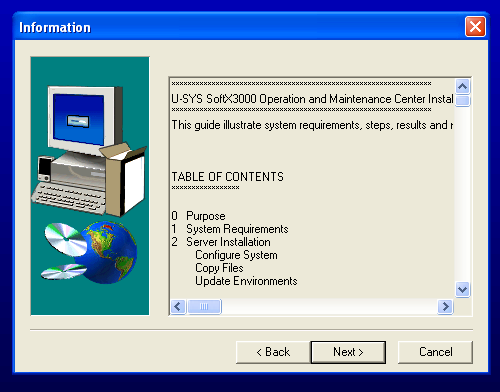 Information
××××××××××××××××××××××××××××××××××××××××××××××××××××××××××××××
U-SYS SoftX3000 Operation and Maintenance Center Instal
××××××××××××××××××××××××××××××××××××××××××××××××××××××××××××××
This guide illustrate system requirements, steps, results and r
TABLE OF CONTENTS
××××××××××××××××
0 Purpose
1 System Requirements
2 Server Installation
Configure System
Copy Files
Update Environments
< Back
Next >
Cancel